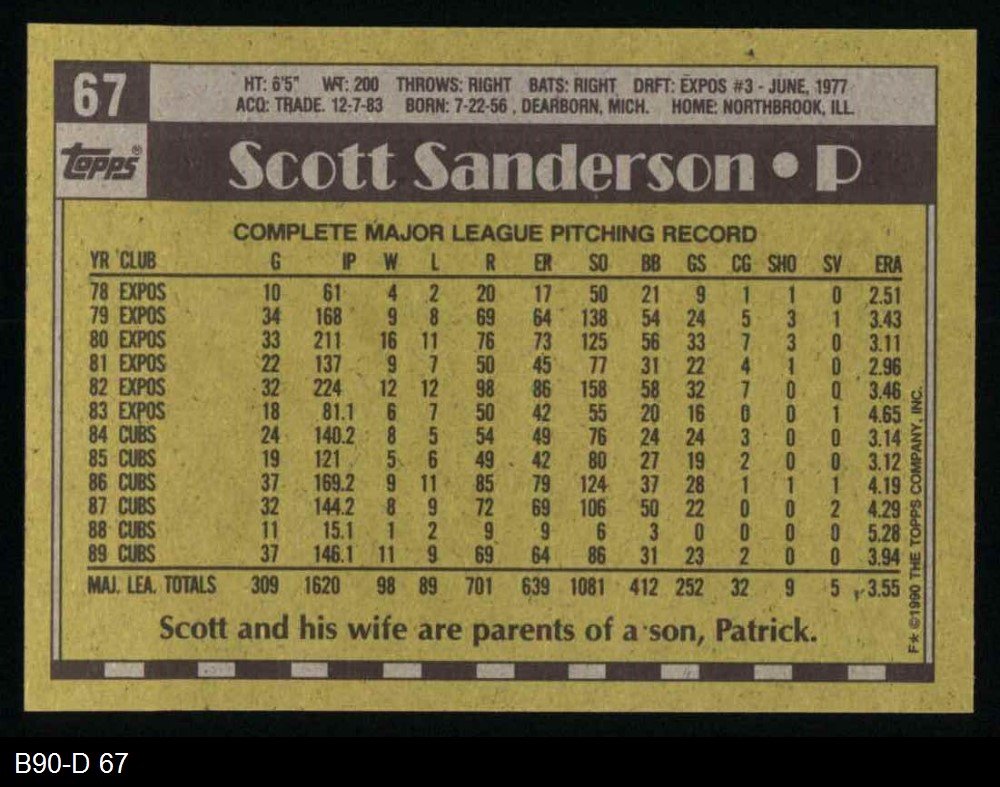 67
HT: 6'5" WT: 200 THROWS: RIGHT BATS: RIGHT DRFT: EXPOS #3 - JUNE, 1977
ACQ: TRADE. 12-7-83 BORN: 7-22-56, DEARBORN, MICH. HOME: NORTHBROOK, ILL.
topps®
Scott Sanderson • P
COMPLETE MAJOR LEAGUE PITCHING RECORD
YR CLUB G IP W L R ER SO BB GS CG SHO SV ERA
78 EXPOS 10 61 4 2 20 17 50 21 9 1 1 0 2.51
79 EXPOS 34 168 9 8 69 64 138 54 24 5 3 1 3.43
80 EXPOS 33 211 16 11 76 73 125 56 33 7 3 0 3.11
81 EXPOS 22 137 9 7 50 45 77 31 22 4 1 0 2.96
82 EXPOS 32 224 12 12 98 86 158 58 32 7 0 0 3.46
83 EXPOS 18 81.1 6 7 50 42 55 20 16 0 0 1 4.65
84 CUBS 24 140.2 8 5 54 49 76 24 24 3 0 0 3.14
85 CUBS 19 121 5 6 49 42 80 27 19 2 0 0 3.12
86 CUBS 37 169.2 9 11 85 79 124 37 28 1 1 1 4.19
87 CUBS 32 144.2 8 9 72 69 106 50 22 0 0 2 4.29
88 CUBS 11 15.1 1 2 9 9 6 3 0 0 0 0 5.28
89 CUBS 37 146.1 11 9 69 64 86 31 23 2 0 0 3.94
MAJ. LEA. TOTALS 309 1620 98 89 701 639 1081 412 252 32 9 5 3.55
Scott and his wife are parents of a son, Patrick.
F* ©1990 THE TOPPS COMPANY, INC.
B90-D 67